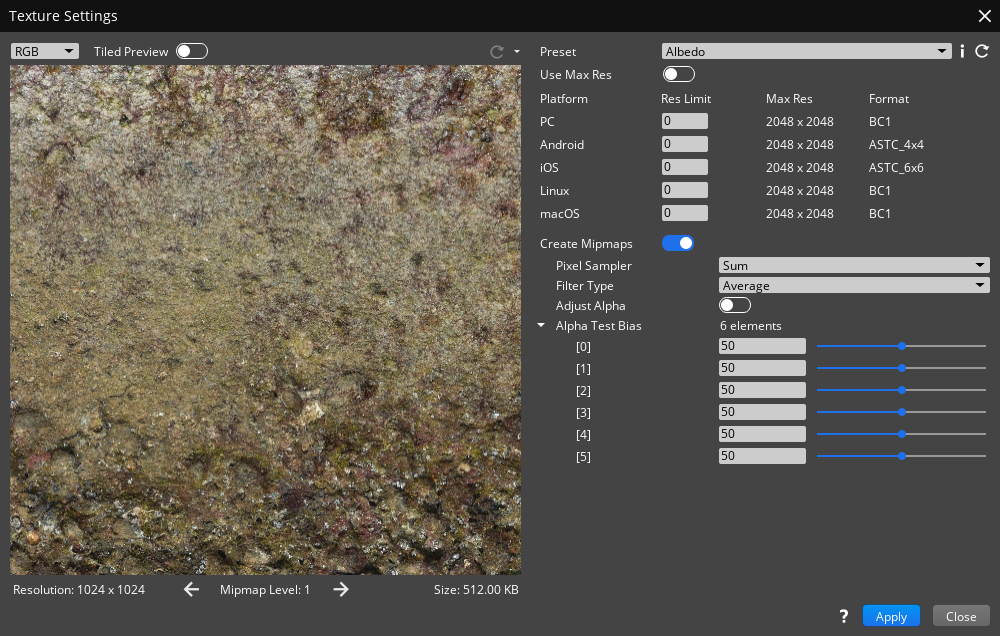 Texture Settings
RGB Tiled Preview
Preset Albedo
Use Max Res
Platform Res Limit Max Res Format
PC 0 2048 x 2048 BC1
Android 0 2048 x 2048 ASTC_4x4
iOS 0 2048 x 2048 ASTC_6x6
Linux 0 2048 x 2048 BC1
macOS 0 2048 x 2048 BC1
Create Mipmaps
Pixel Sampler Sum
Filter Type Average
Adjust Alpha
Alpha Test Bias 6 elements
[0] 50
[1] 50
[2] 50
[3] 50
[4] 50
[5] 50
Resolution: 1024 x 1024 Mipmap Level: 1 Size: 512.00 KB
? Apply Close